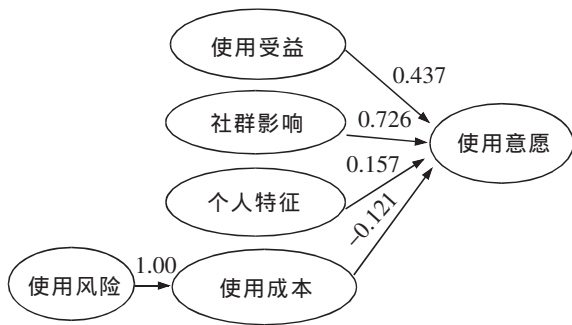 使用受益
0.437
社群影响
0.726
使用意愿
0.157
个人特征
-0.121
1.00
使用风险
使用成本